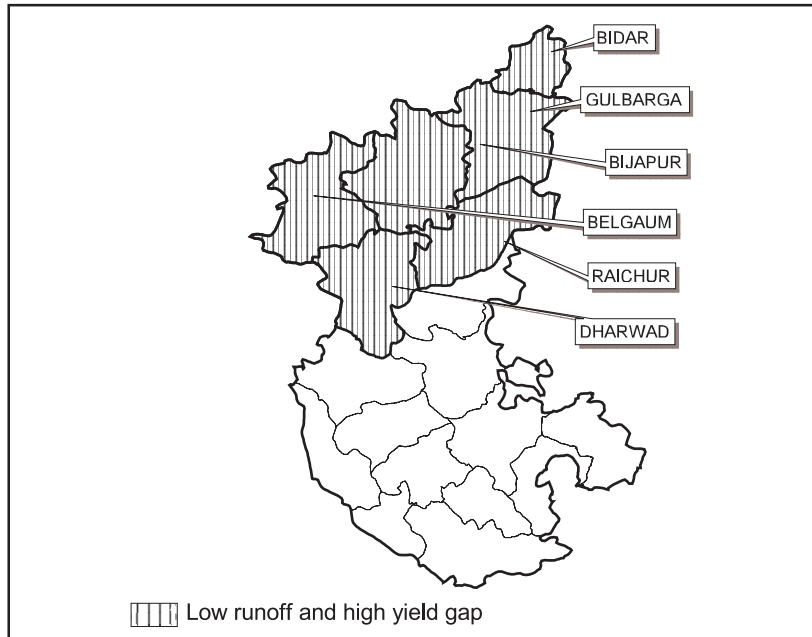 BIDAR
GULBARGA
BIJAPUR
BELGAUM
RAICHUR
DHARWAD
Low runoff and high yield gap